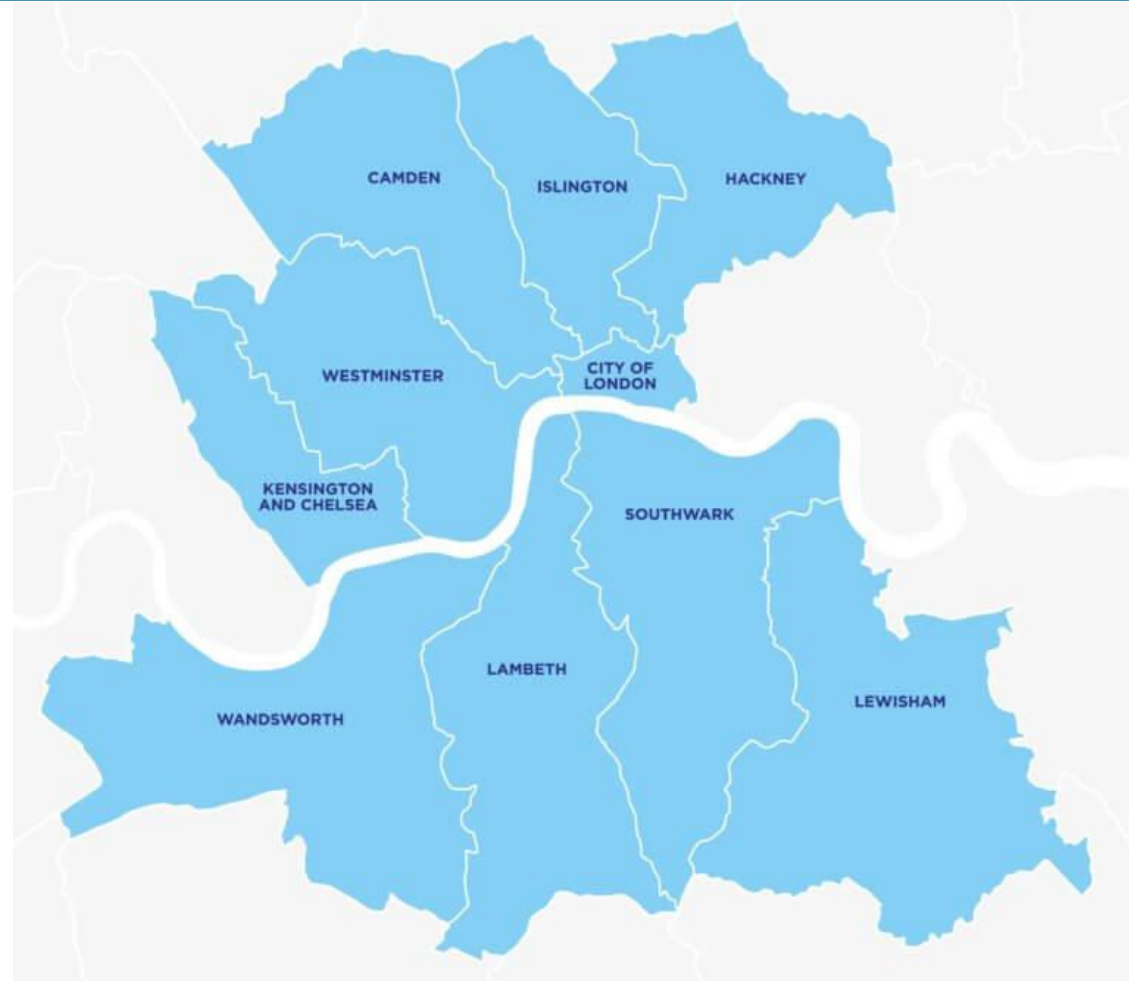 CAMDEN
ISLINGTON
HACKNEY
WESTMINSTER
CITY OF
LONDON
KENSINGTON
AND CHELSEA
SOUTHWARK
LAMBETH
LEWISHAM
WANDSWORTH